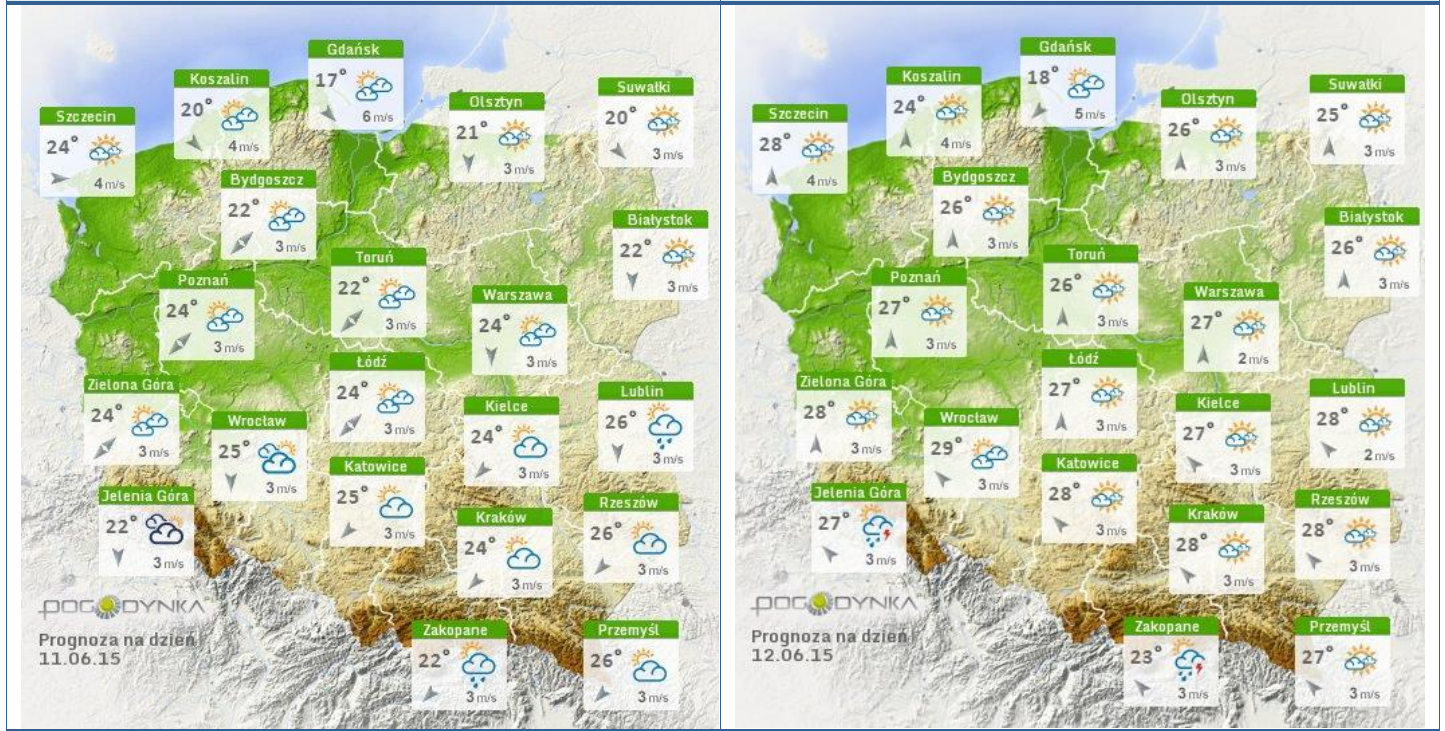 Gdańsk
17°
6 m/s
Koszalin
20°
4 m/s
Suwałki
20°
3 m/s
Olsztyn
21°
3 m/s
Szczecin
24°
4 m/s
Bydgoszcz
22°
3 m/s
Białystok
22°
3 m/s
Toruń
22°
3 m/s
Poznań
24°
3 m/s
Warszawa
24°
3 m/s
Łódź
24°
3 m/s
Zielona Góra
24°
3 m/s
Lublin
26°
3 m/s
Kielce
24°
3 m/s
Wrocław
25°
3 m/s
Katowice
25°
3 m/s
Jelenia Góra
22°
3 m/s
Rzeszów
26°
3 m/s
Kraków
24°
3 m/s
POGODYNKA
Zakopane
22°
3 m/s
Przemyśl
26°
3 m/s
Prognoza na dzień
11.06.15
Gdańsk
18°
5 m/s
Koszalin
24°
4 m/s
Suwałki
25°
3 m/s
Olsztyn
26°
3 m/s
Szczecin
28°
4 m/s
Bydgoszcz
26°
3 m/s
Białystok
26°
3 m/s
Toruń
26°
3 m/s
Poznań
27°
3 m/s
Warszawa
27°
2 m/s
Łódź
27°
3 m/s
Zielona Góra
28°
3 m/s
Lublin
28°
2 m/s
Kielce
27°
3 m/s
Wrocław
29°
3 m/s
Katowice
28°
3 m/s
Jelenia Góra
27°
3 m/s
Rzeszów
28°
3 m/s
Kraków
28°
3 m/s
POGODYNKA
Zakopane
23°
3 m/s
Przemyśl
27°
3 m/s
Prognoza na dzień
12.06.15